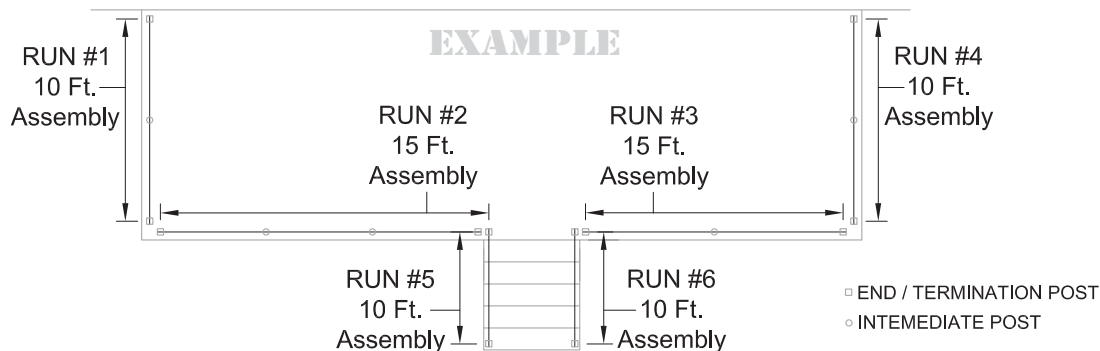 EXAMPLE
RUN #1
10 Ft.
Assembly
RUN #2
15 Ft.
Assembly
RUN #3
15 Ft.
Assembly
RUN #4
10 Ft.
Assembly
RUN #5
10 Ft.
Assembly
RUN #6
10 Ft.
Assembly
END / TERMINATION POST
INTEMEDIATE POST